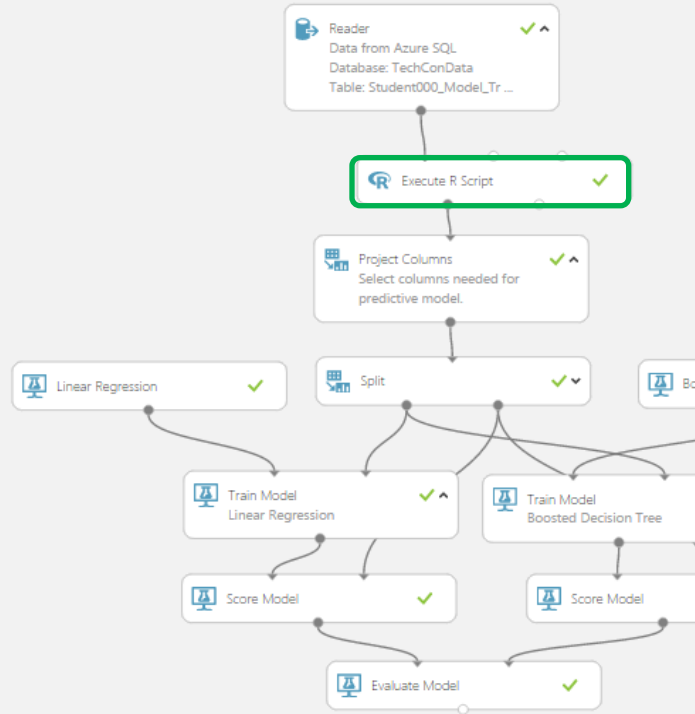 Reader
Data from Azure SQL
Database: TechConData
Table: Student000_Model_Tr ...
R Execute R Script
Project Columns
Select columns needed for
predictive model.
Linear Regression
Split
Bo
Train Model
Linear Regression
Train Model
Boosted Decision Tree
Score Model
Score Model
Evaluate Model